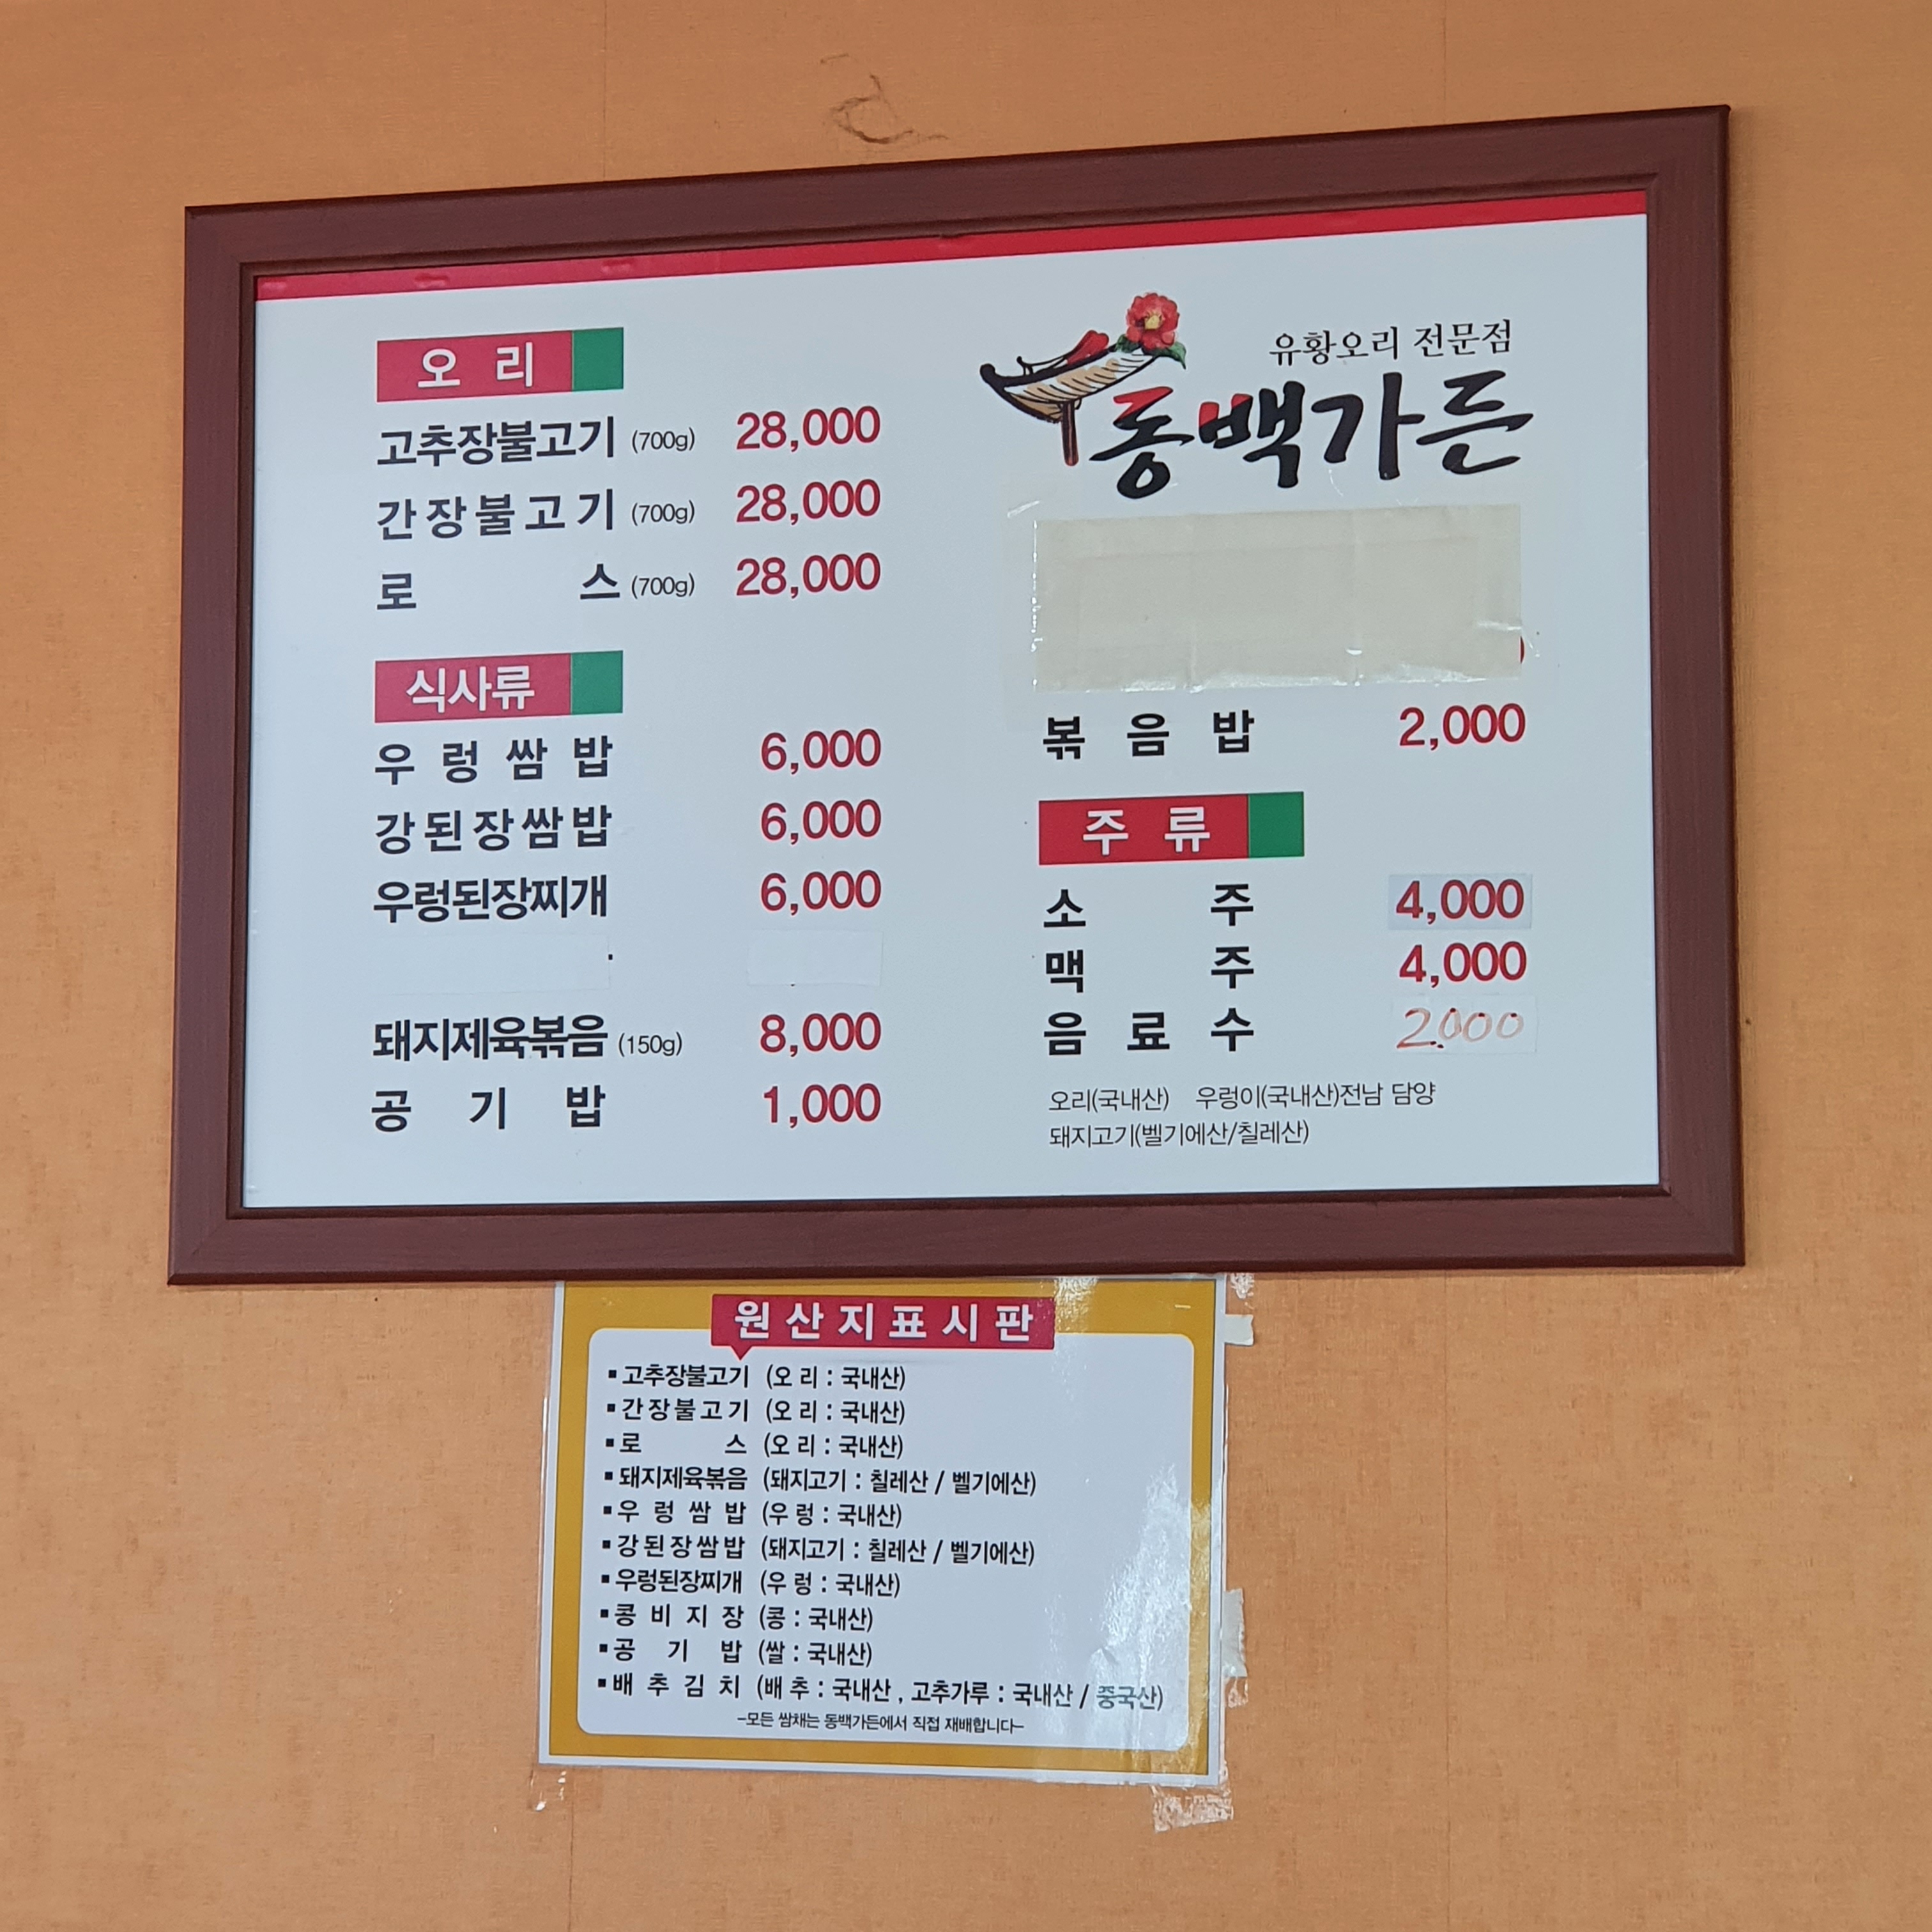 오 리
고추장불고기 (700g) 28,000
간장불고기 (700g) 28,000
로 스 (700g) 28,000
식사류
우렁쌈밥 6,000
강된장쌈밥 6,000
우렁된장찌개 6,000
돼지제육볶음 (150g) 8,000
공 기 밥 1,000
유황오리 전문점
동백가든
볶 음 밥 2,000
주 류
소 주 4,000
맥 주 4,000
음 료 수 2.000
오리(국내산) 우렁이(국내산)전남 담양
돼지고기(벨기에산/칠레산)
원산지표시판
▪고추장불고기 (오 리 : 국내산)
▪간장불고기 (오 리 : 국내산)
▪로 스 (오 리 : 국내산)
▪돼지제육볶음 (돼지고기 : 칠레산 / 벨기에산)
▪우 렁 쌈 밥 (우 렁 : 국내산)
▪강된장쌈밥 (돼지고기 : 칠레산 / 벨기에산)
▪우렁된장찌개 (우 렁 : 국내산)
▪콩 비 지 장 (콩 : 국내산)
▪공 기 밥 (쌀 : 국내산)
▪배 추 김 치 (배 추 : 국내산 , 고추가루 : 국내산 / 중국산)
-모든 쌈채는 동백가든에서 직접 재배합니다-